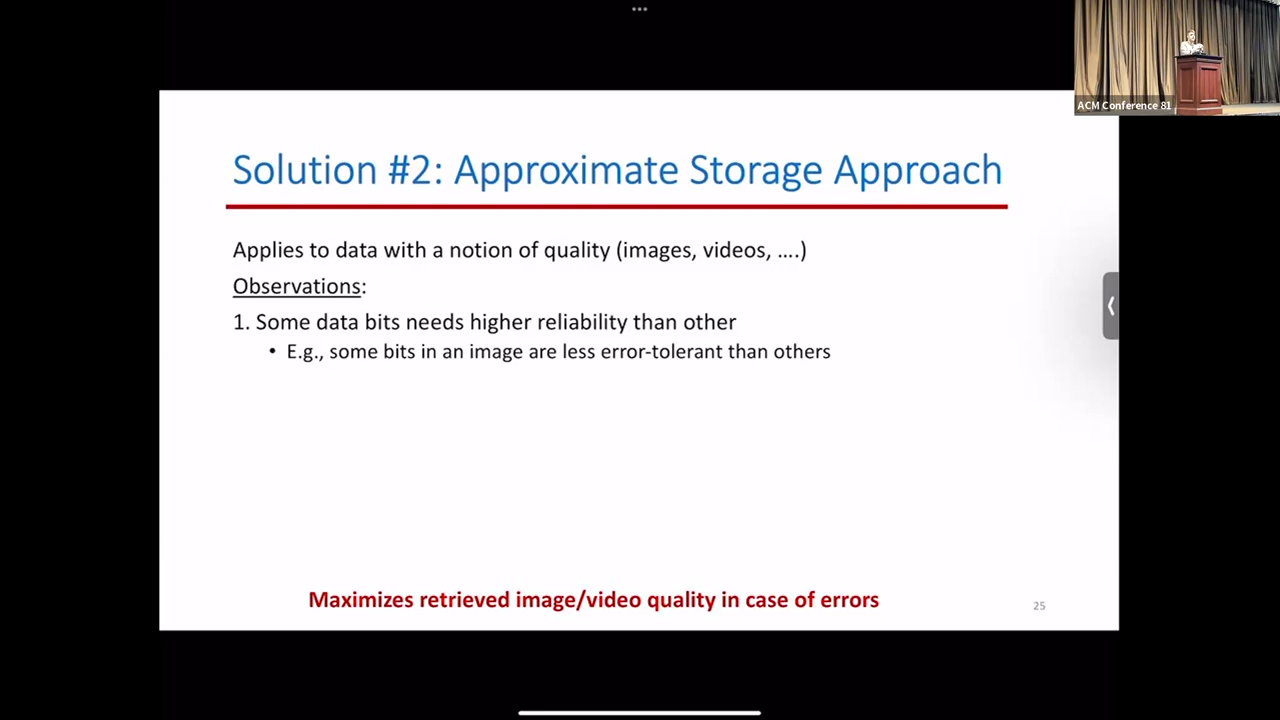 ACM Conference 81
Solution #2: Approximate Storage Approach
Applies to data with a notion of quality (images, videos, ....)
Observations:
1. Some data bits needs higher reliability than other
• E.g., some bits in an image are less error-tolerant than others
Maximizes retrieved image/video quality in case of errors
25